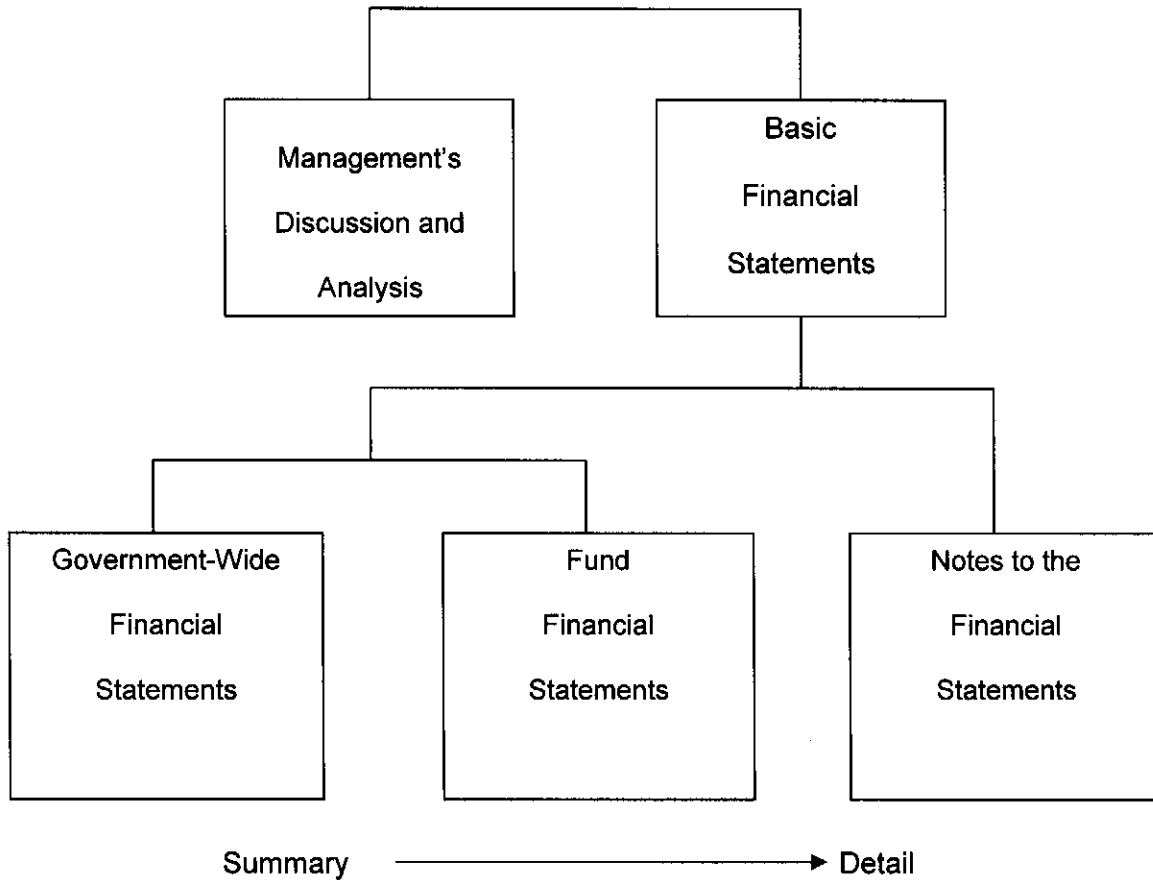 Management's
Discussion and
Analysis
Basic
Financial
Statements
Government-Wide
Financial
Statements
Fund
Financial
Statements
Notes to the
Financial
Statements
Summary
Detail